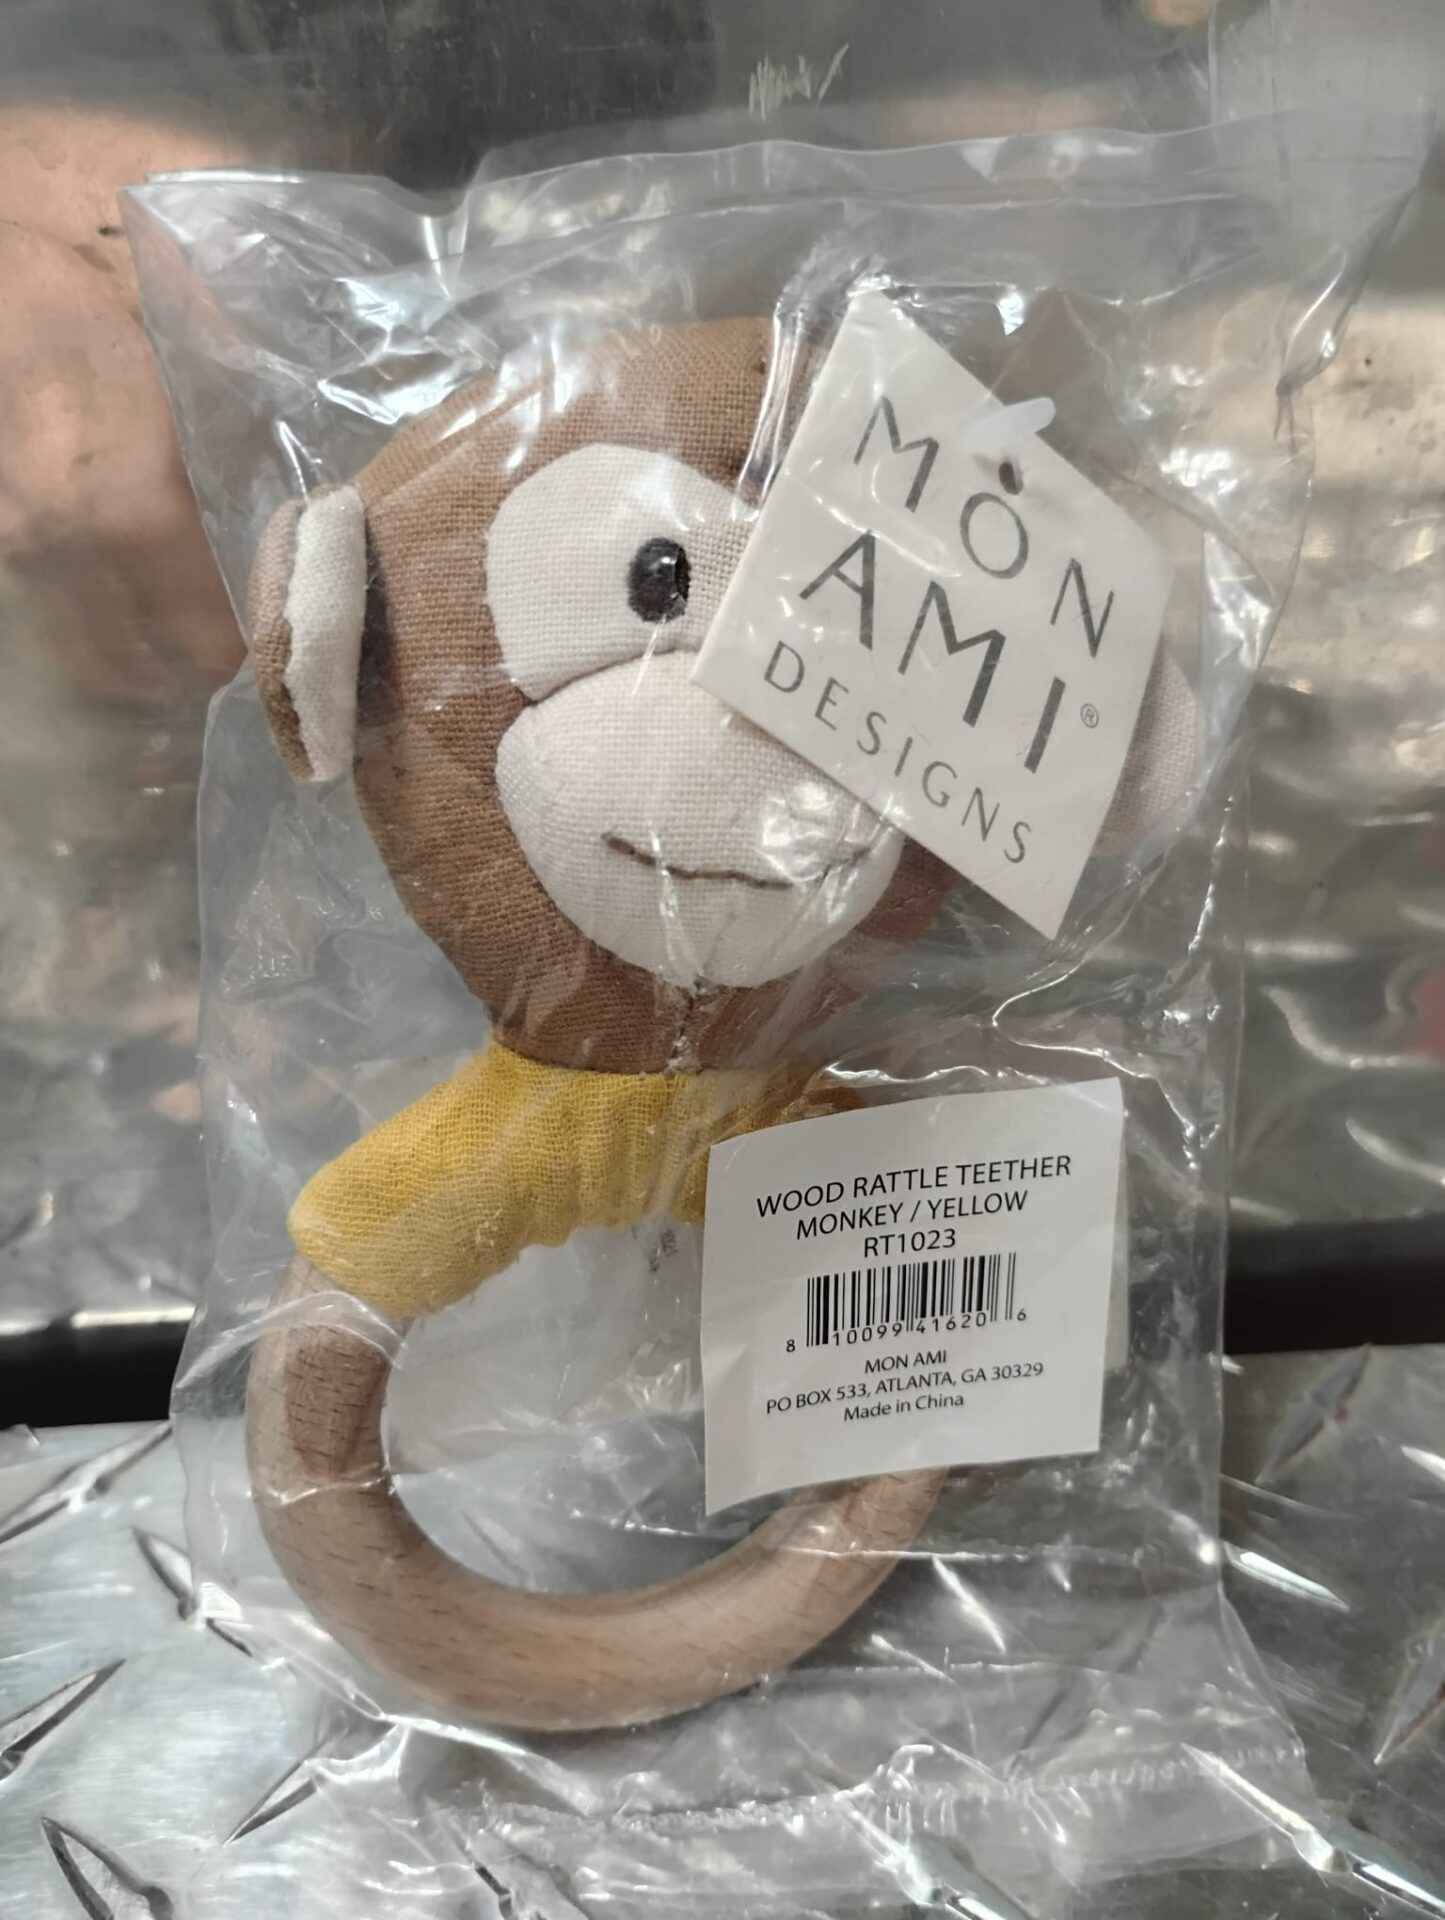 MON
AMI®
DESIGNS
WOOD RATTLE TEETHER
MONKEY / YELLOW
RT1023
8 10099 41620 6
MON AMI
PO BOX 533, ATLANTA, GA 30329
Made in China